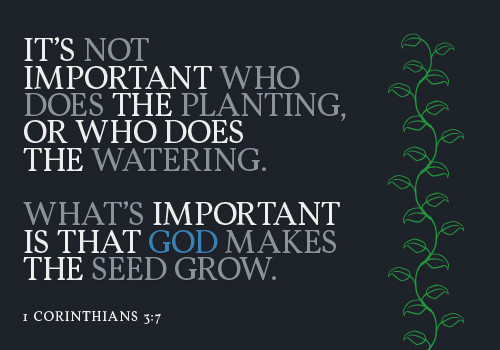 IT'S NOT
IMPORTANT WHO
DOES THE PLANTING,
OR WHO DOES
THE WATERING.
WHAT'S IMPORTANT
IS THAT GOD MAKES
THE SEED GROW.
1 CORINTHIANS 3:7